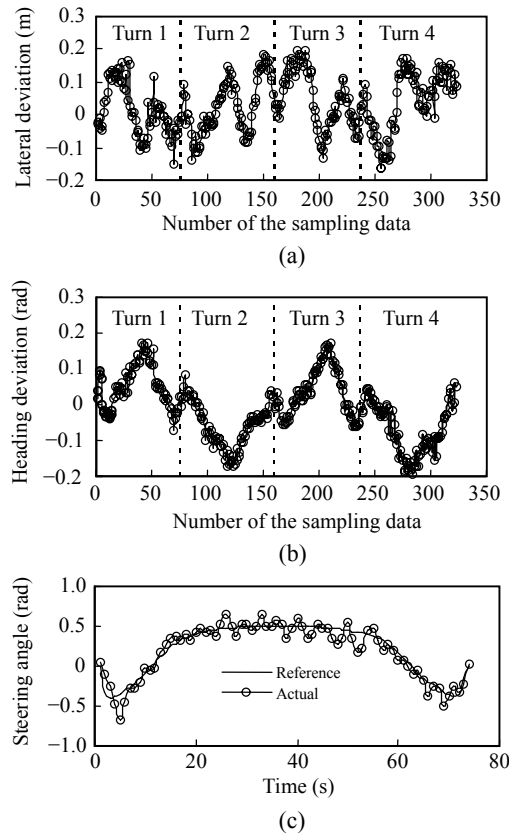 0.3
Turn 1 Turn 2 Turn 3 Turn 4
0.2
0.1
0
−0.1
−0.2
Lateral deviation (m)
0 50 100 150 200 250 300 350
Number of the sampling data
(a)
0.3
Turn 1 Turn 2 Turn 3 Turn 4
0.2
0.1
0
−0.1
−0.2
Heading deviation (rad)
0 50 100 150 200 250 300 350
Number of the sampling data
(b)
1.0
0.5
0
−0.5
−1.0
Steering angle (rad)
Reference
Actual
0 20 40 60 80
Time (s)
(c)